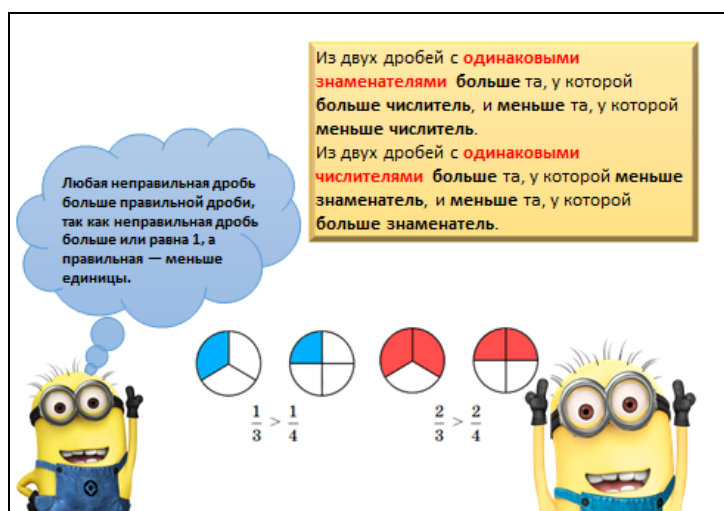 Из двух дробей с одинаковыми
знаменателями больше та, у которой
больше числитель, и меньше та, у которой
меньше числитель.
Из двух дробей с одинаковыми
числителями больше та, у которой меньше
знаменатель, и меньше та, у которой
больше знаменатель.
Любая неправильная дробь
больше правильной дроби,
так как неправильная дробь
больше или равна 1, а
правильная — меньше
единицы.
1/3 > 1/4
2/3 > 2/4